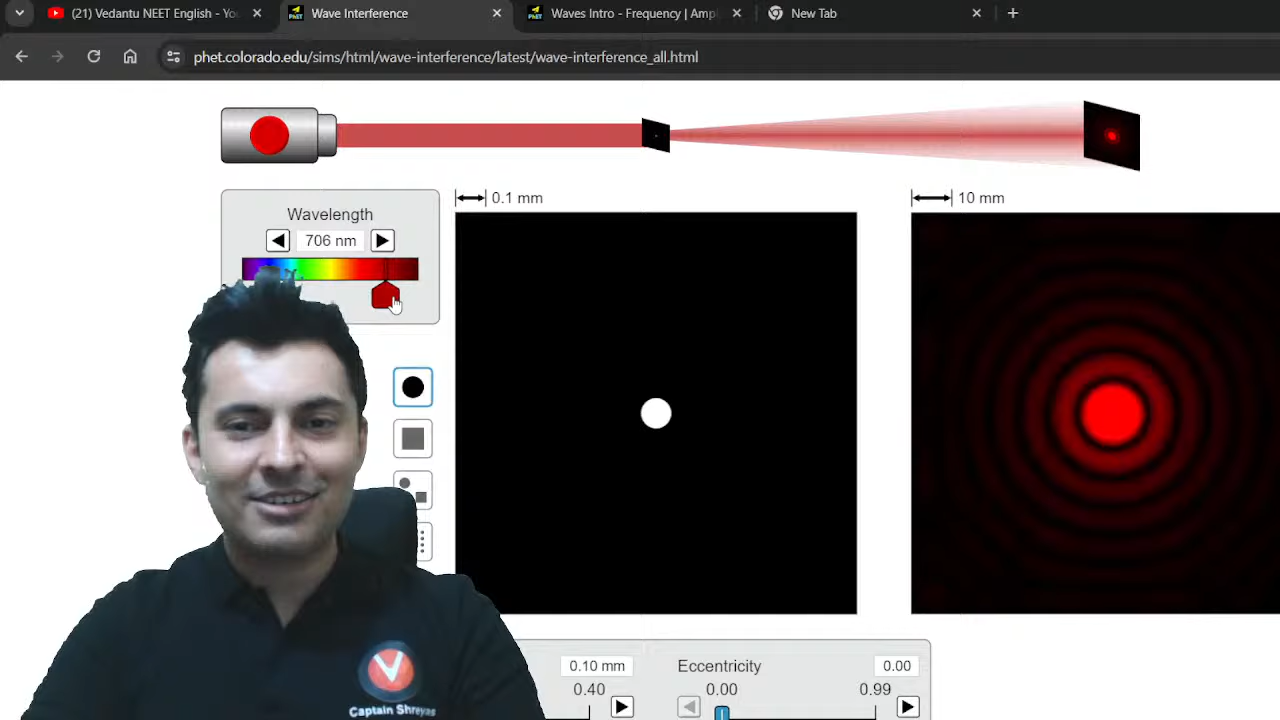 (21) Vedantu NEET English - Yo
Wave Interference
Waves Intro - Frequency | Ampl
New Tab
phet.colorado.edu/sims/html/wave-interference/latest/wave-interference_all.html
0.1 mm
10 mm
Wavelength
706 nm
0.10 mm
Eccentricity
0.00
0.40
0.00
0.99
V
Captain Shreyas